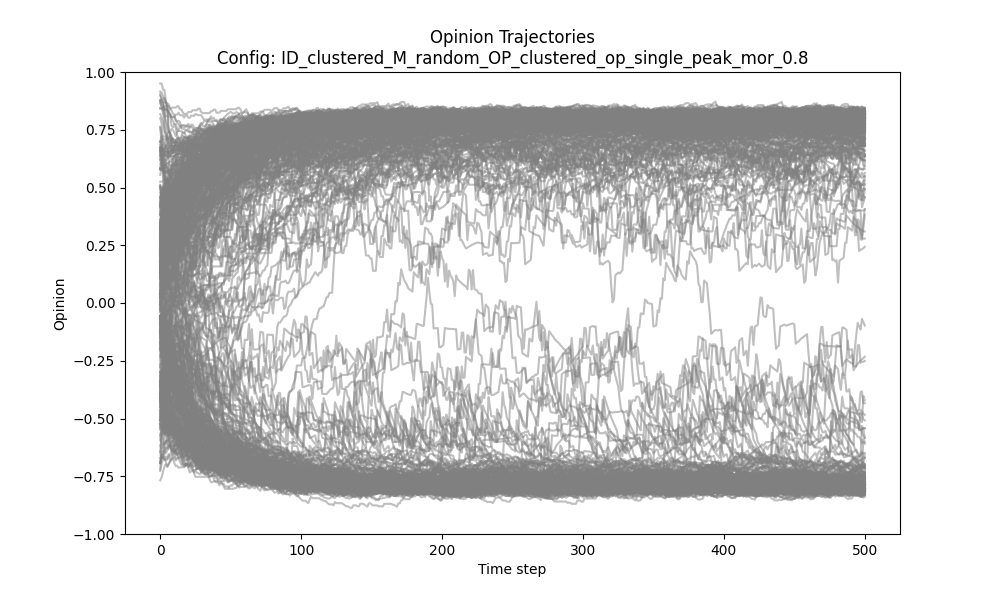 Opinion Trajectories
Config: ID_clustered_M_random_OP_clustered_op_single_peak_mor_0.8
1.00
0.75
0.50
0.25
0.00
−0.25
−0.50
−0.75
−1.00
Opinion
0 100 200 300 400 500
Time step